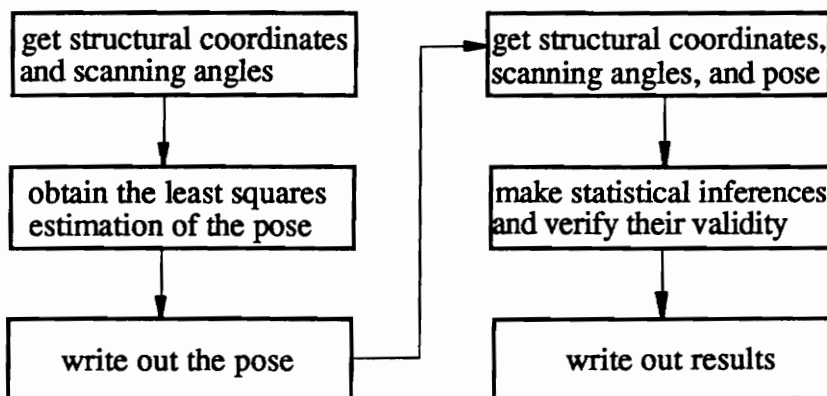 get structural coordinates
and scanning angles
obtain the least squares
estimation of the pose
write out the pose
get structural coordinates,
scanning angles, and pose
make statistical inferences
and verify their validity
write out results